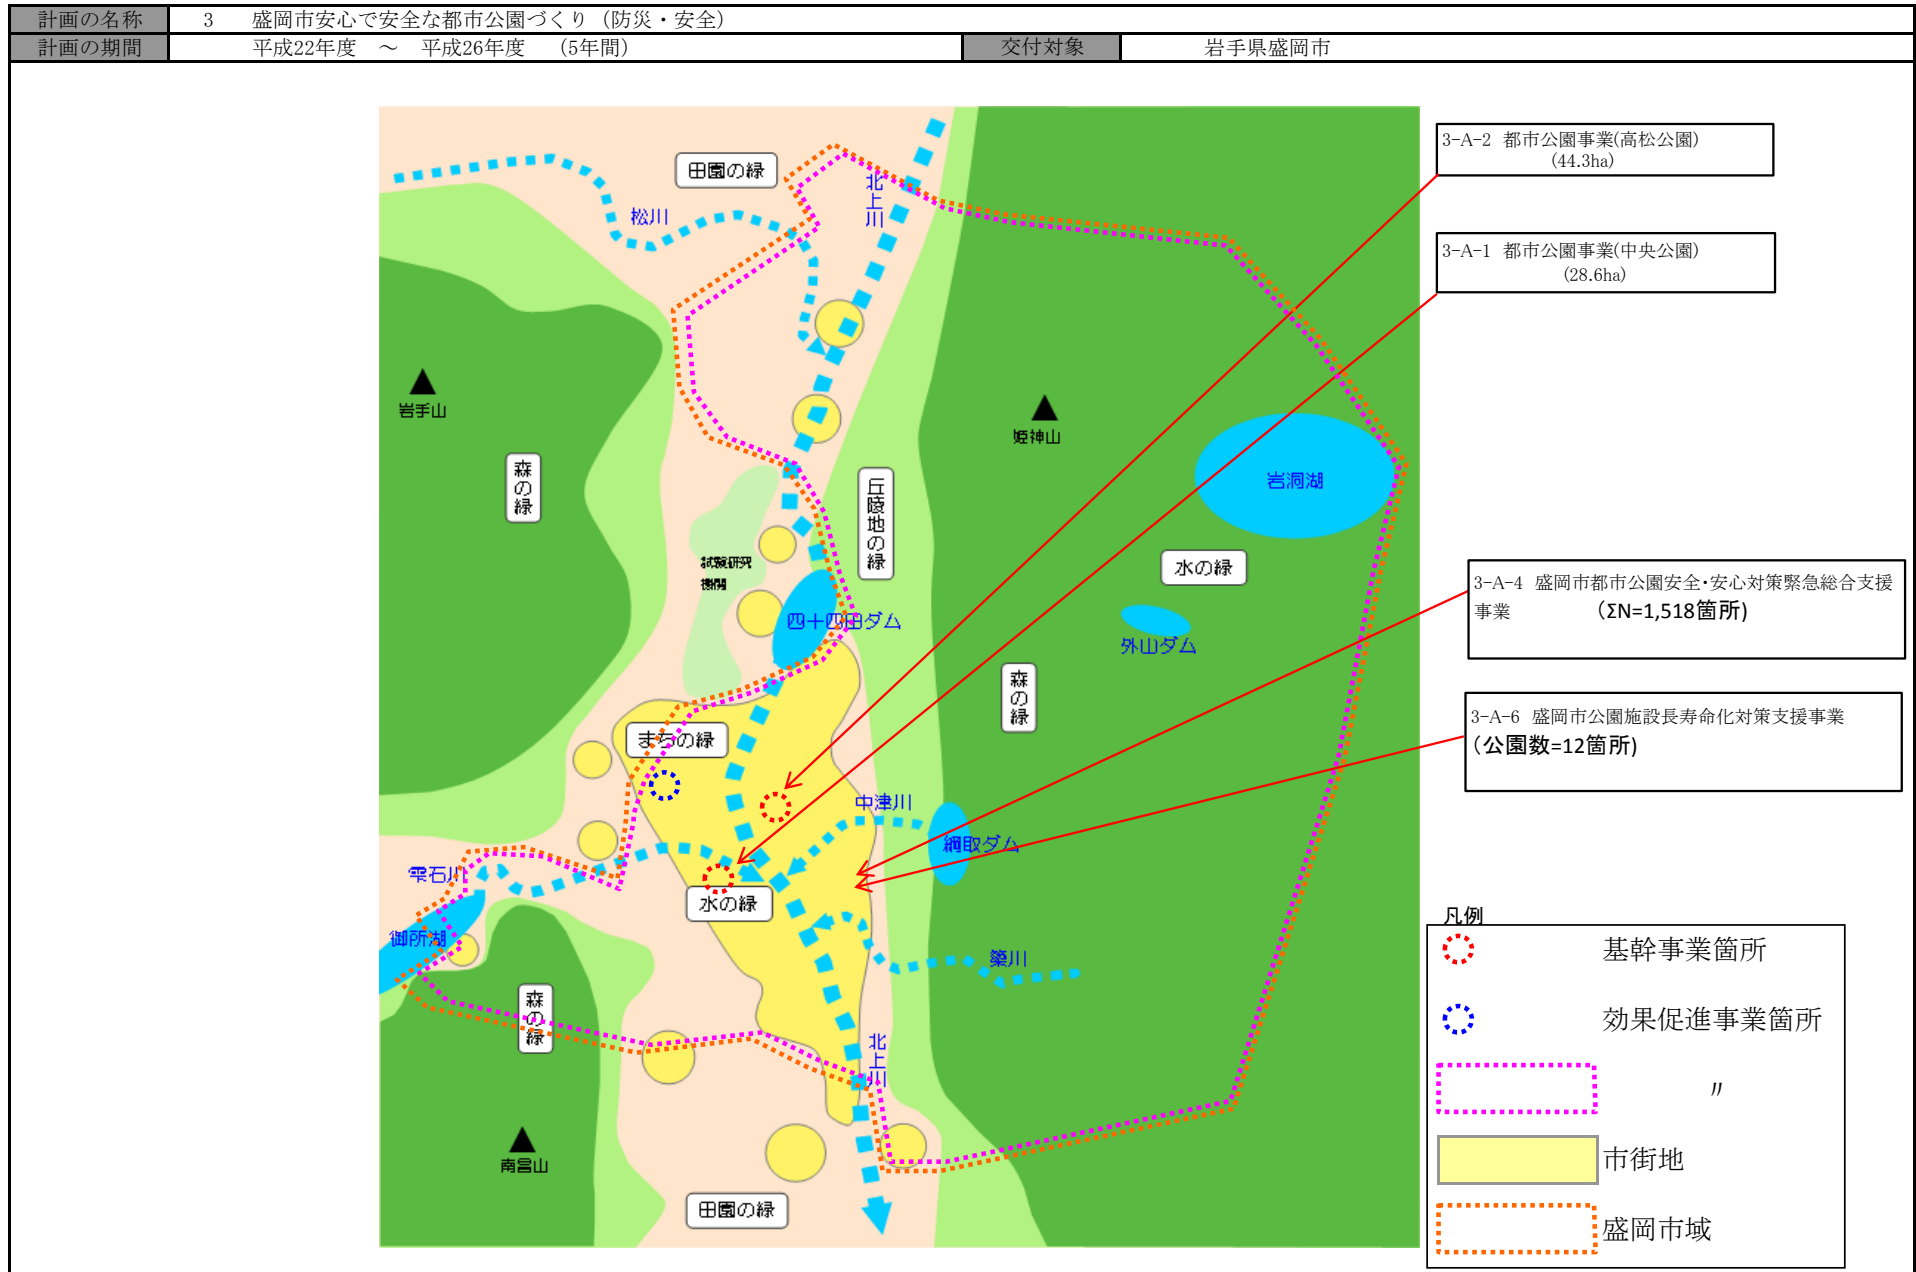 計画の名称 3 盛岡市安心で安全な都市公園づくり（防災・安全）
計画の期間 平成22年度 ～ 平成26年度 （5年間） 交付対象 岩手県盛岡市
3-A-2 都市公園事業(高松公園)
(44.3ha)
3-A-1 都市公園事業(中央公園)
(28.6ha)
3-A-4 盛岡市都市公園安全・安心対策緊急総合支援
事業 （ΣN=1,518箇所)
3-A-6 盛岡市公園施設長寿命化対策支援事業
（公園数=12箇所)
田園の緑
北上川
松川
岩手山
姫神山
森の緑
丘陵地の緑
岩洞湖
水の緑
試験研究
機関
四十四田ダム
外山ダム
森の緑
まちの緑
中津川
綱取ダム
雫石川
水の緑
御所湖
簗川
森の緑
北上川
南昌山
田園の緑
凡例
基幹事業箇所
効果促進事業箇所
〃
市街地
盛岡市域